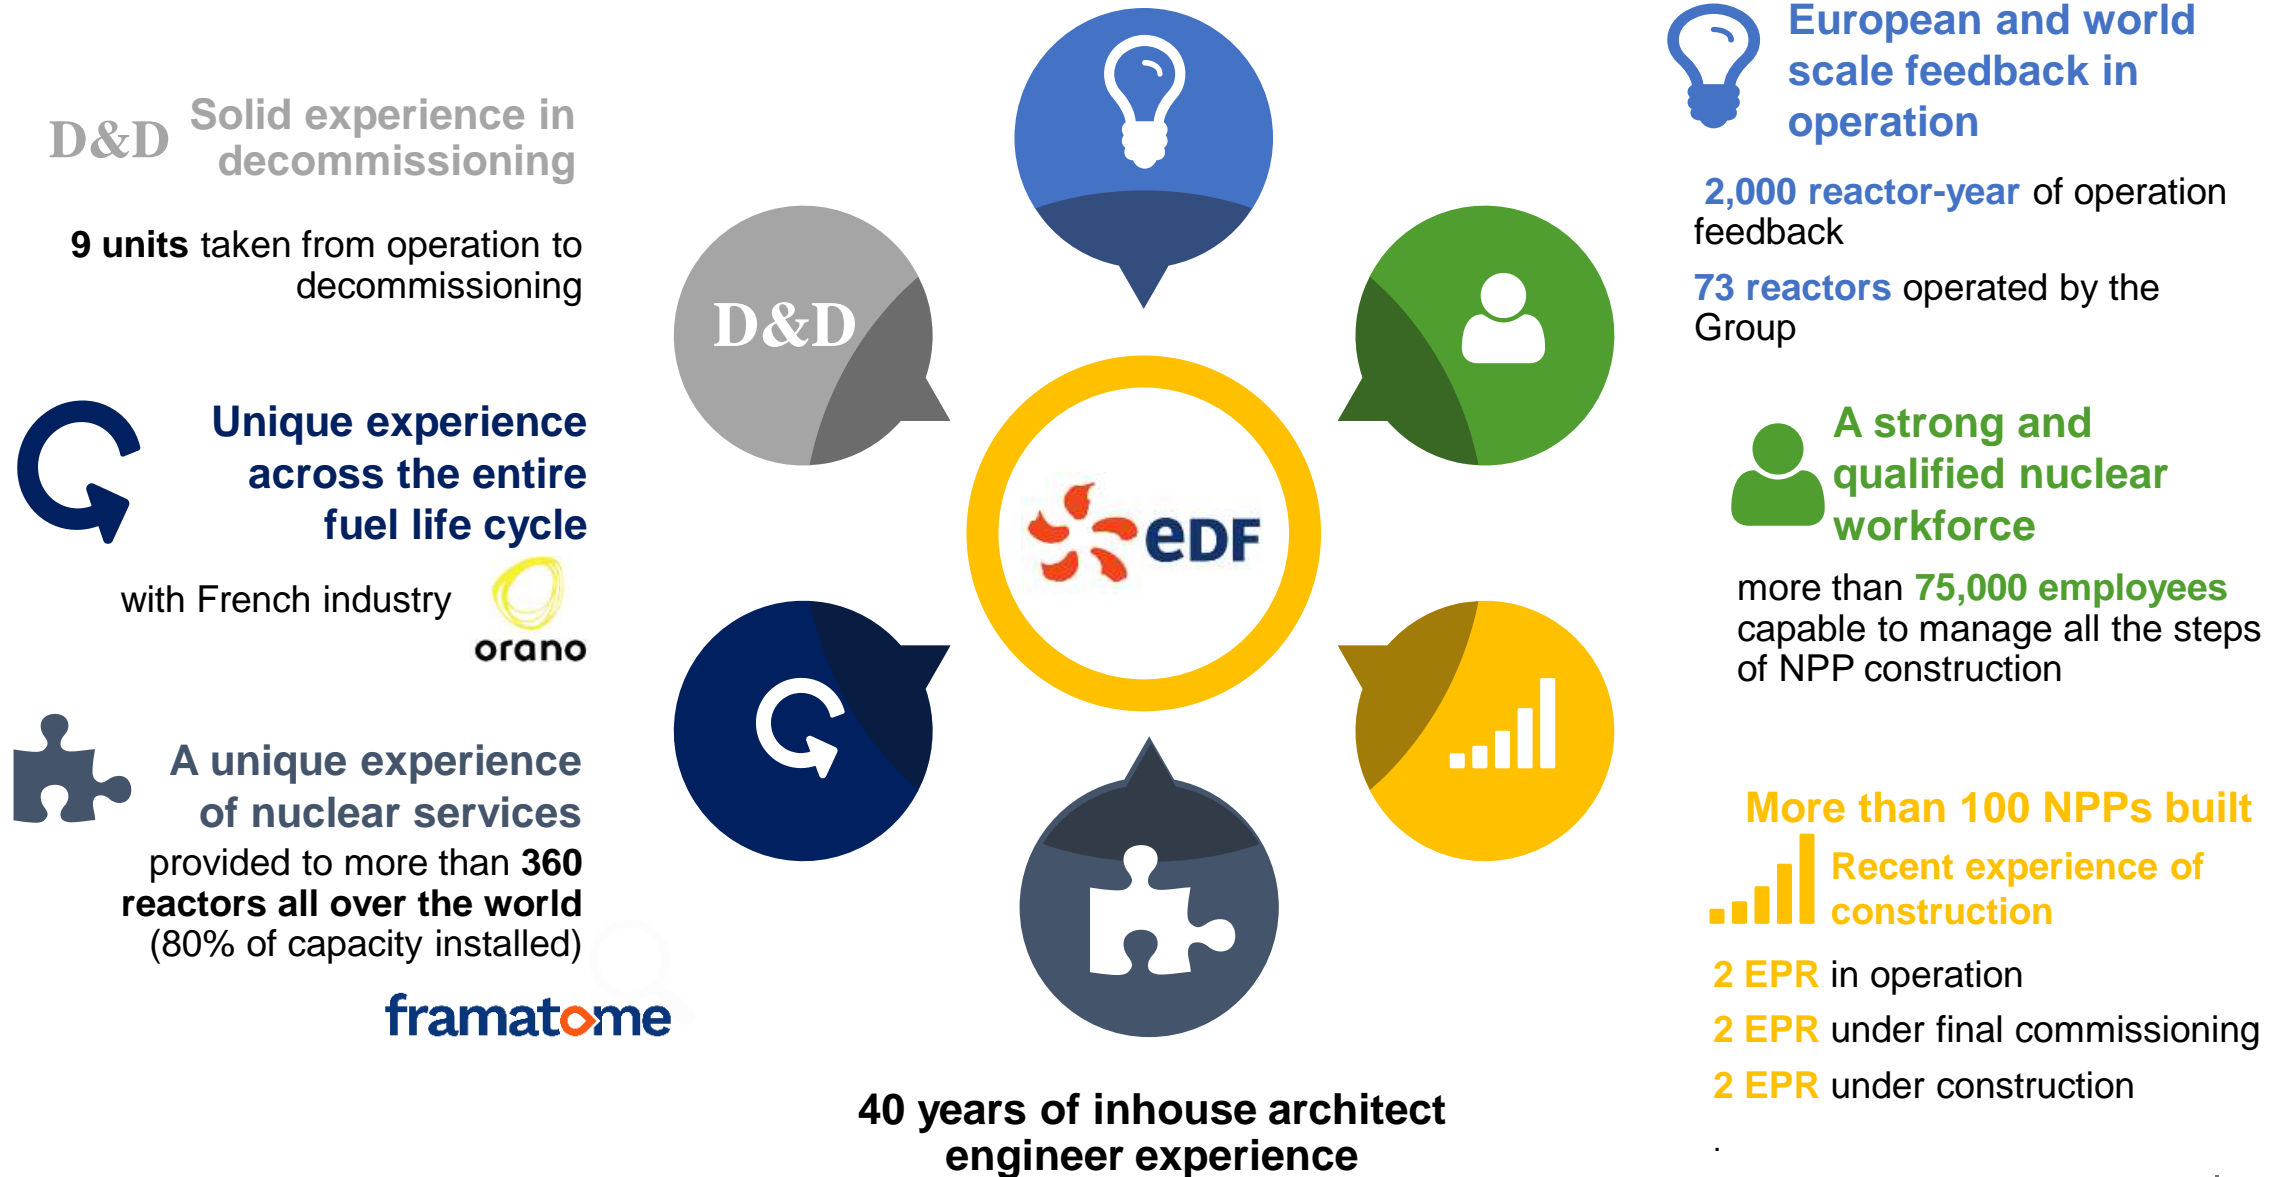 D&D
Solid experience in
decommissioning
9 units taken from operation to
decommissioning
Unique experience
across the entire
fuel life cycle
with French industry
orano
A unique experience
of nuclear services
provided to more than 360
reactors all over the world
(80% of capacity installed)
framatome
D&D
eDF
40 years of inhouse architect
engineer experience
European and world
scale feedback in
operation
2,000 reactor-year of operation
feedback
73 reactors operated by the
Group
A strong and
qualified nuclear
workforce
more than 75,000 employees
capable to manage all the steps
of NPP construction
More than 100 NPPs built
Recent experience of
construction
2 EPR in operation
2 EPR under final commissioning
2 EPR under construction
.